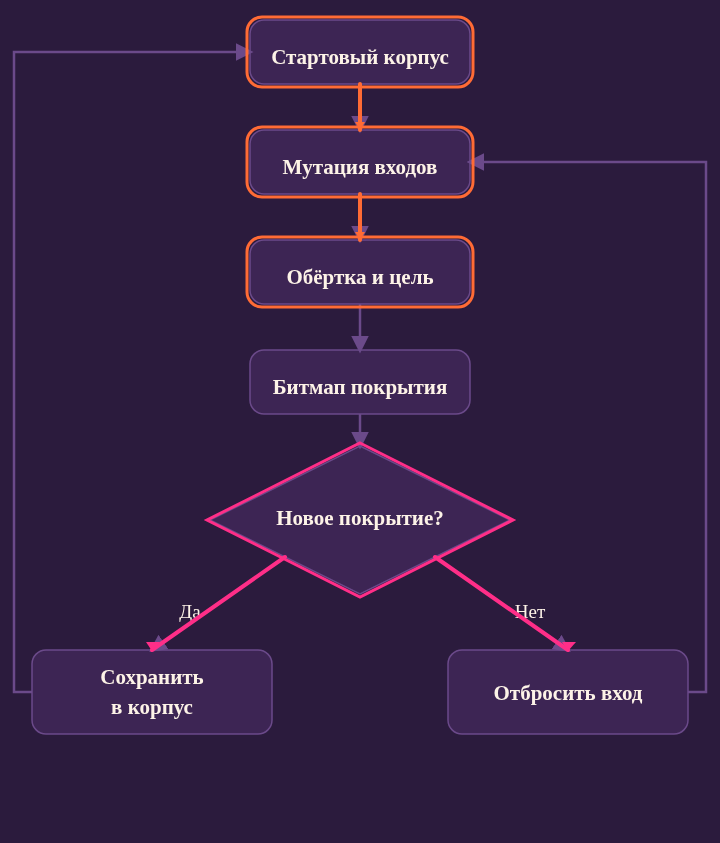 Стартовый корпус
Мутация входов
Обёртка и цель
Битмап покрытия
Новое покрытие?
Да
Нет
Сохранить
в корпус
Отбросить вход